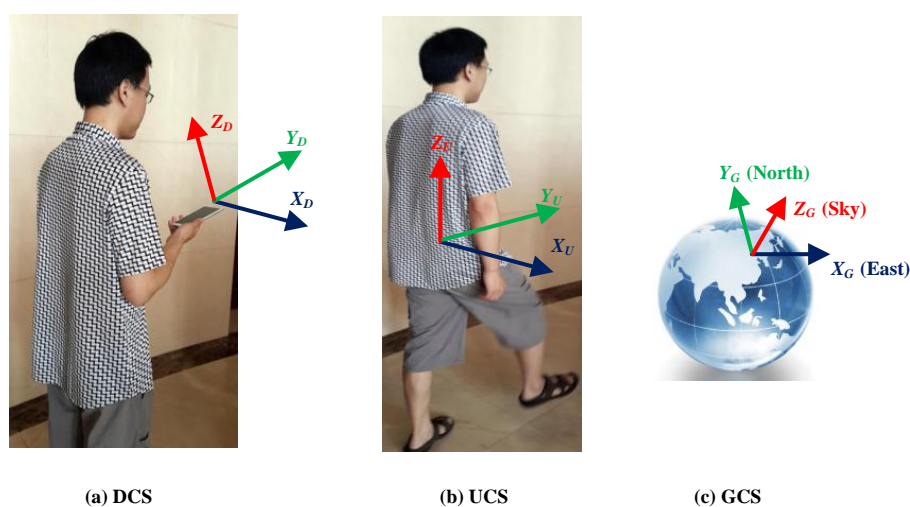 Z_D
Y_D
X_D
Z_U
Y_U
X_U
Y_G (North)
Z_G (Sky)
X_G (East)
(a) DCS
(b) UCS
(c) GCS